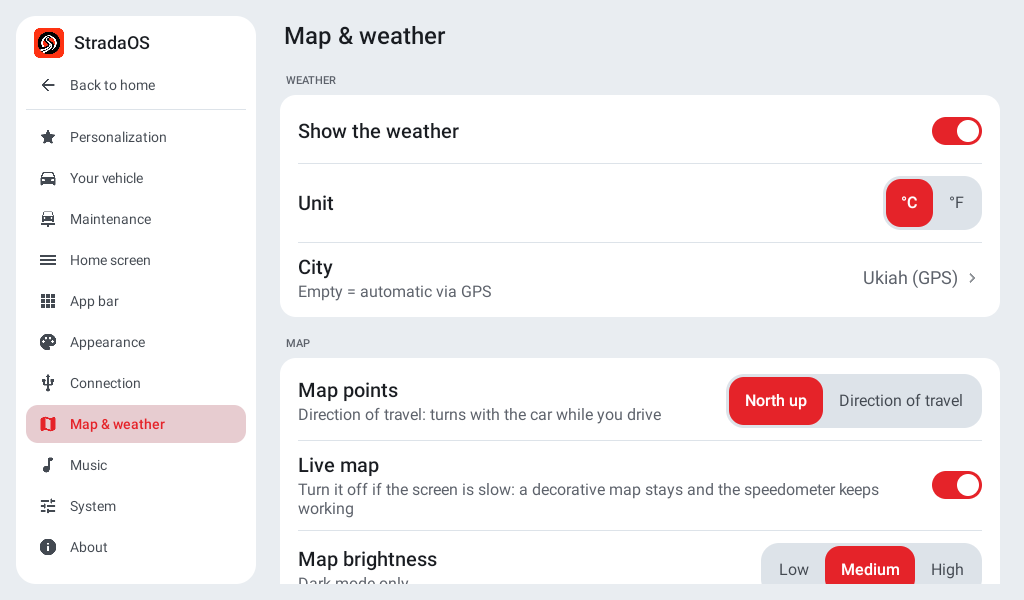 StradaOS
Back to home
Personalization
Your vehicle
Maintenance
Home screen
App bar
Appearance
Connection
Map & weather
Music
System
About
Map & weather
WEATHER
Show the weather
Unit
°C
°F
City
Empty = automatic via GPS
Ukiah (GPS)
MAP
Map points
Direction of travel: turns with the car while you drive
North up
Direction of travel
Live map
Turn it off if the screen is slow: a decorative map stays and the speedometer keeps
working
Map brightness
Dark mode only
Low
Medium
High